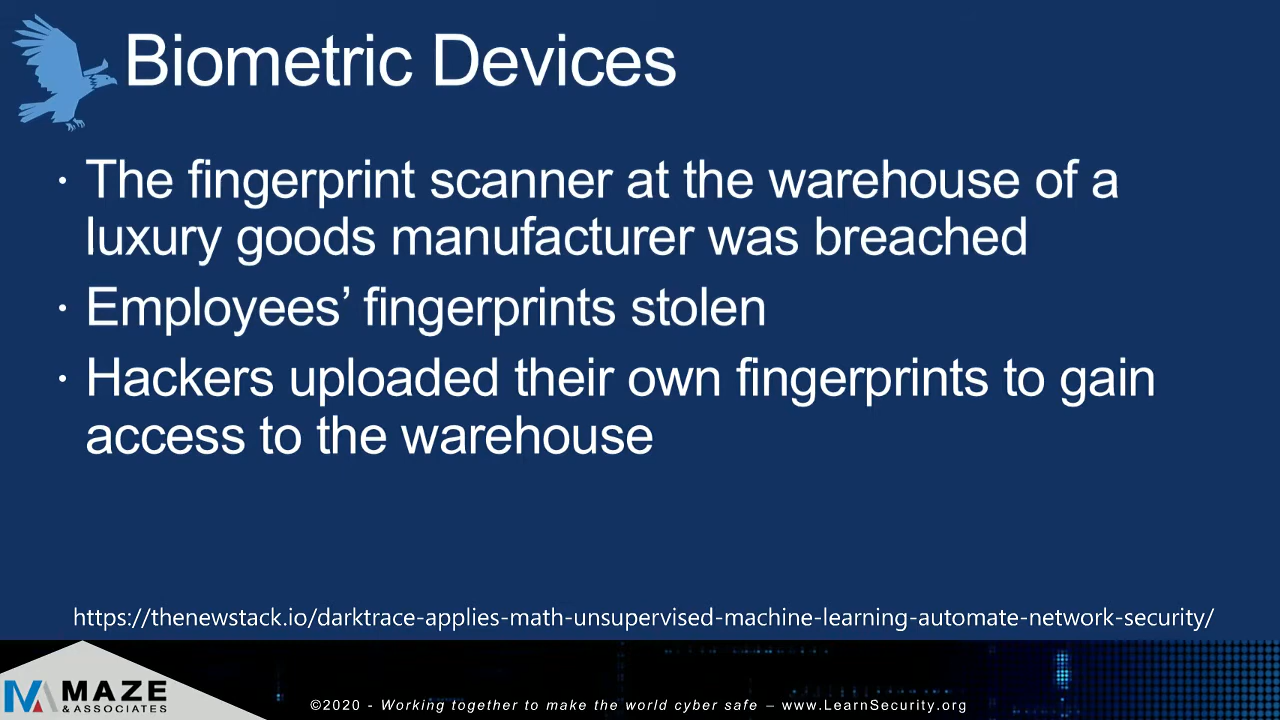 Biometric Devices
• The fingerprint scanner at the warehouse of a
luxury goods manufacturer was breached
• Employees’ fingerprints stolen
• Hackers uploaded their own fingerprints to gain
access to the warehouse
https://thenewstack.io/darktrace-applies-math-unsupervised-machine-learning-automate-network-security/
MAZE
& ASSOCIATES
©2020 - Working together to make the world cyber safe – www.LearnSecurity.org